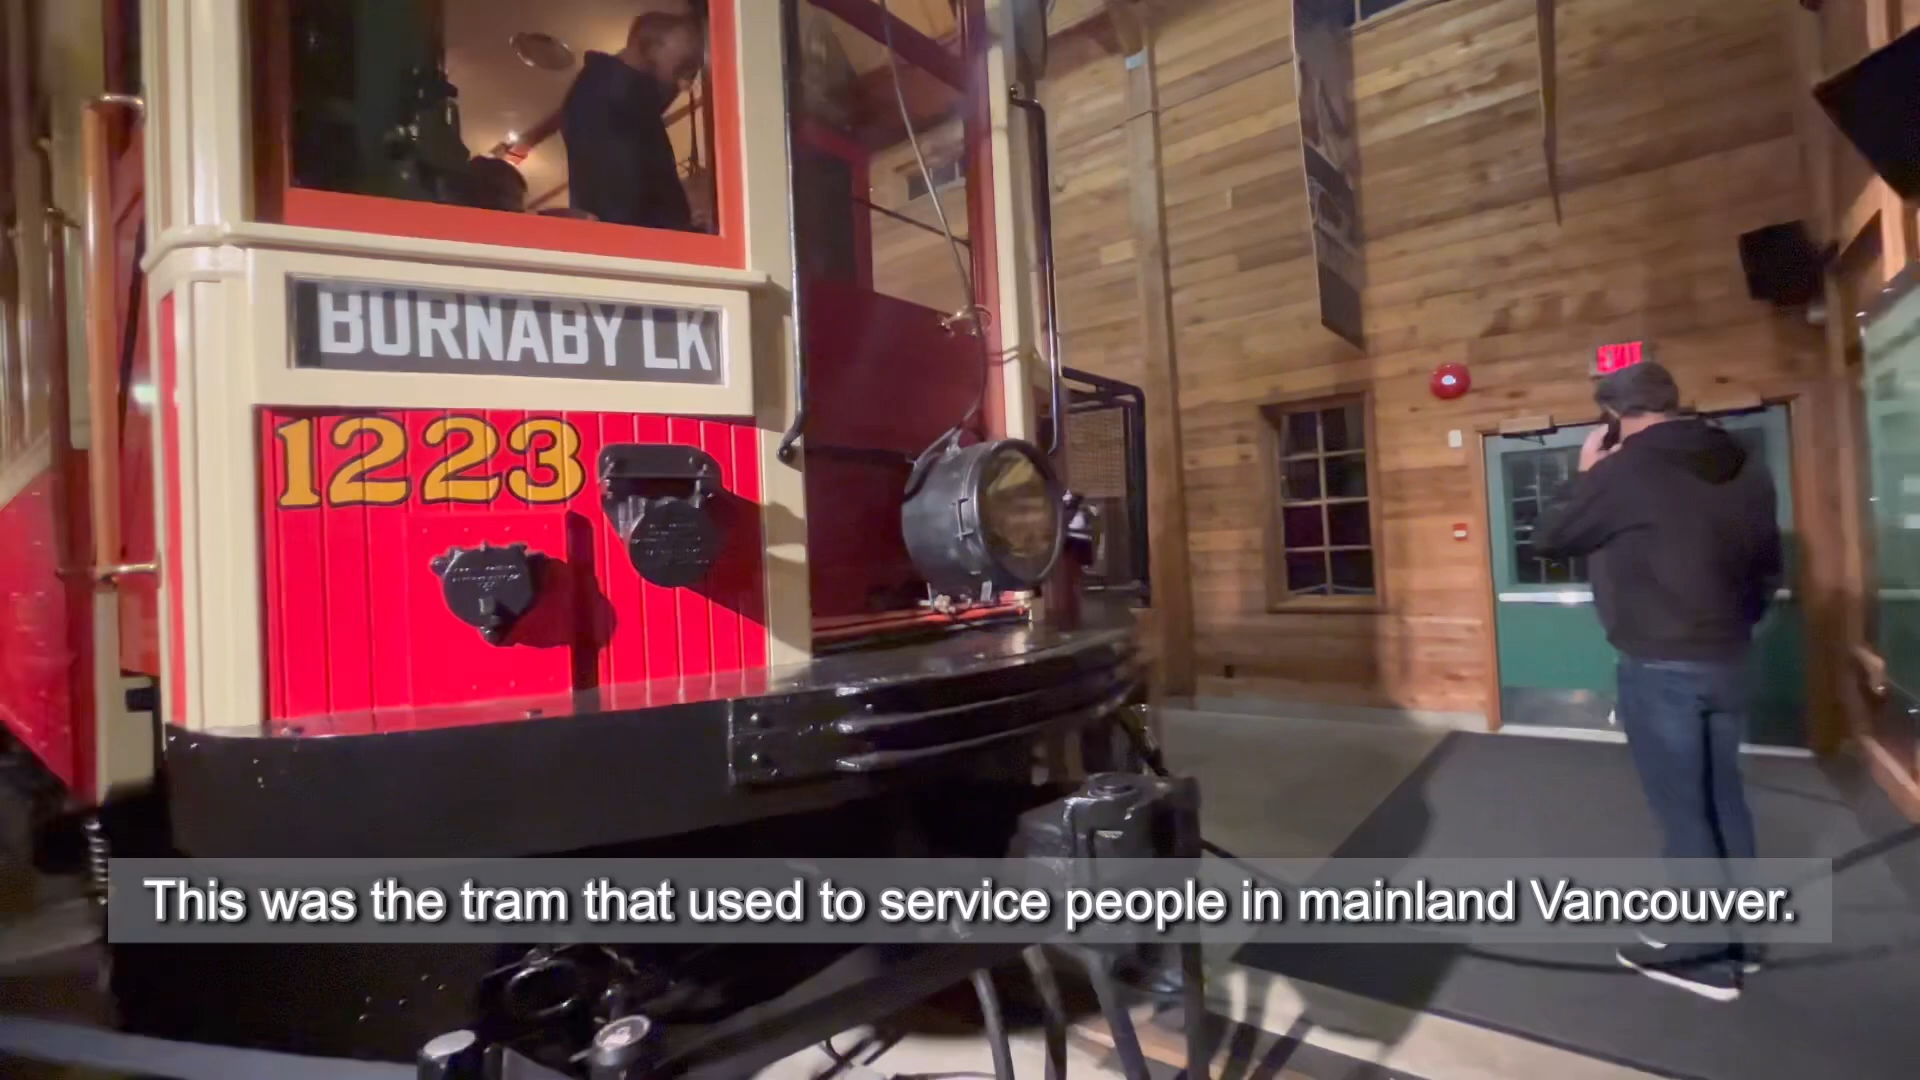 BURNABY LK
1223
EXIT
This was the tram that used to service people in mainland Vancouver.